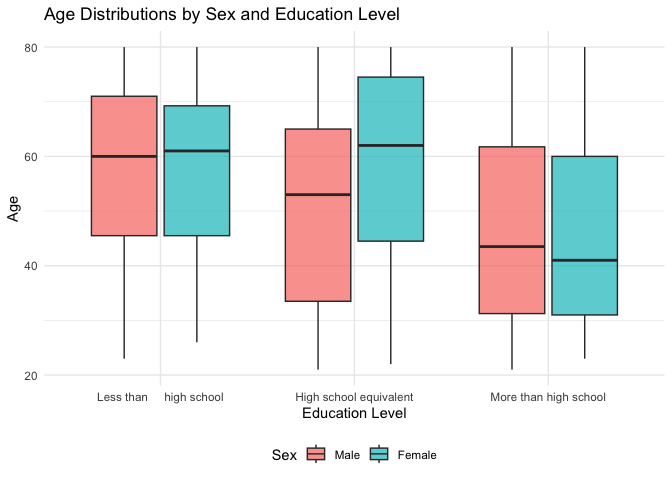 Age Distributions by Sex and Education Level
80
60
40
20
Age
Less than high school
High school equivalent
More than high school
Education Level
Sex
Male
Female